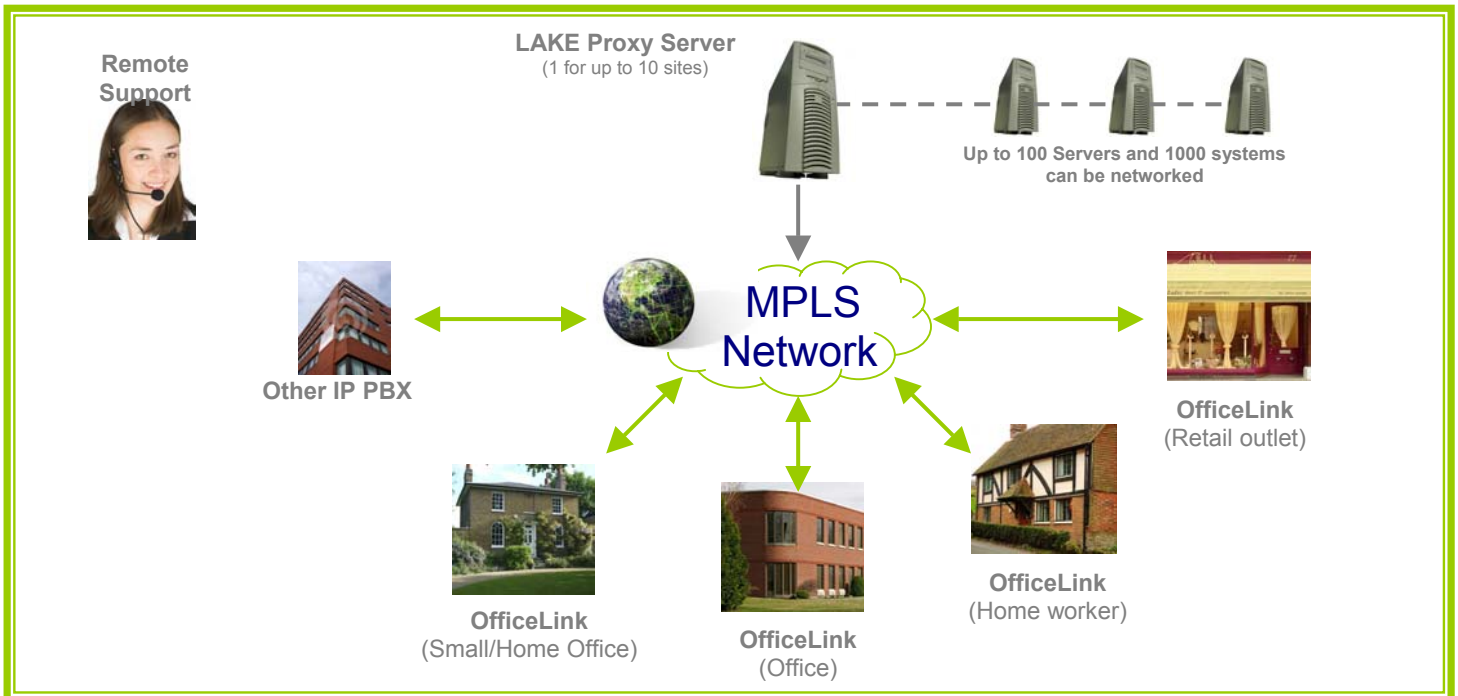 Remote
Support
LAKE Proxy Server
(1 for up to 10 sites)
Up to 100 Servers and 1000 systems
can be networked
MPLS
Network
Other IP PBX
OfficeLink
(Retail outlet)
OfficeLink
(Small/Home Office)
OfficeLink
(Office)
OfficeLink
(Home worker)